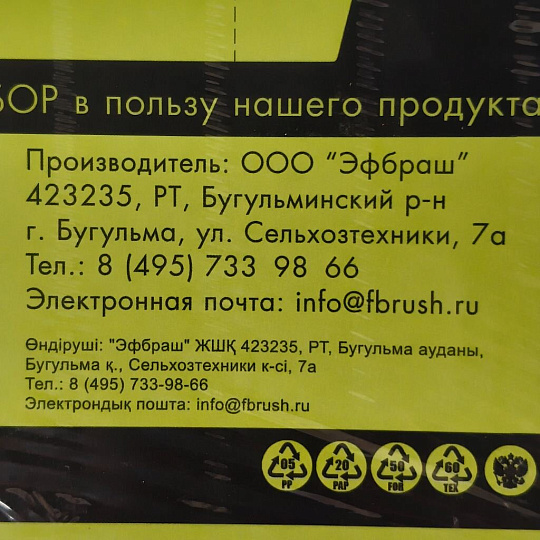 БОР в пользу нашего продукта
Производитель: ООО "Эфбраш"
423235, РТ, Бугульминский р-н
г. Бугульма, ул. Сельхозтехники, 7а
Тел.: 8 (495) 733 98 66
Электронная почта: info@fbrush.ru
Өндіруші: "Эфбраш" ЖШҚ 423235, РТ, Бугульма ауданы,
Бугульма қ., Сельхозтехники к-сі, 7а
Тел.: 8 (495) 733-98-66
Электрондық пошта: info@fbrush.ru
05 20 50 60
PP PAP FOR TEX